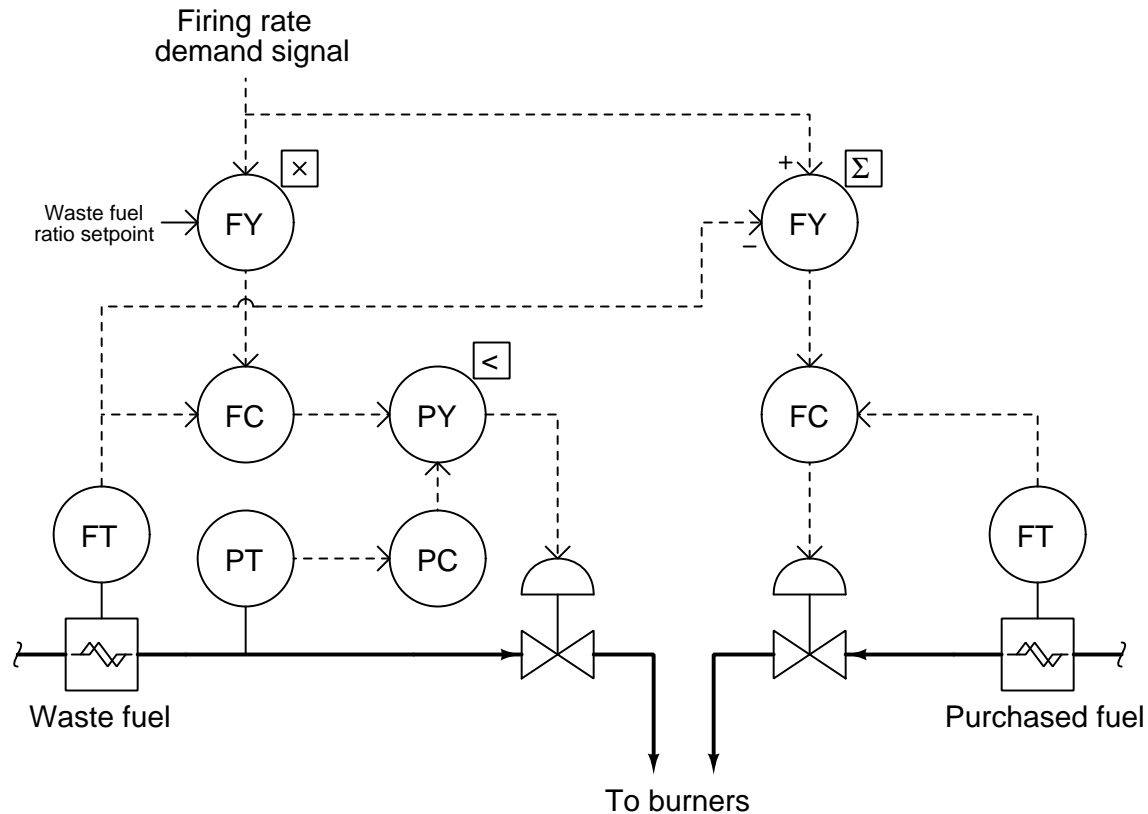 Firing rate
demand signal
×
+
Σ
Waste fuel
ratio setpoint
FY
FY
−
<
FC
PY
FC
FT
PT
PC
FT
Waste fuel
Purchased fuel
To burners